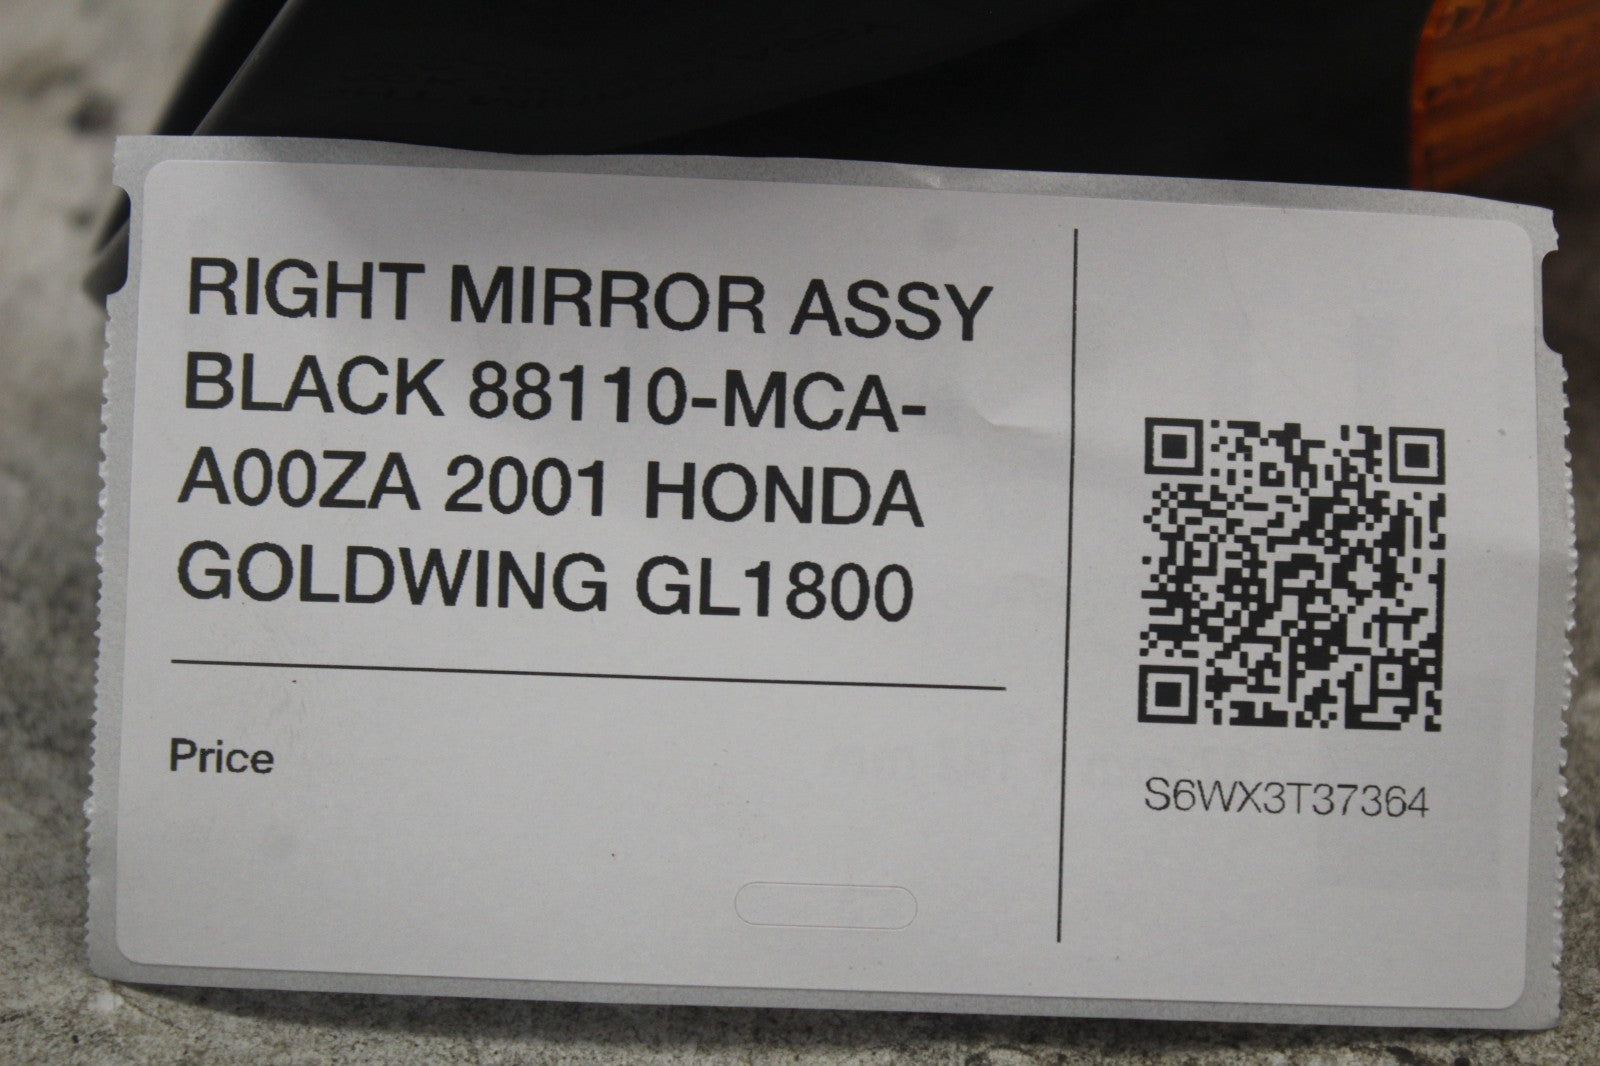 RIGHT MIRROR ASSY
BLACK 88110-MCA-
A00ZA 2001 HONDA
GOLDWING GL1800
Price
S6WX3T37364